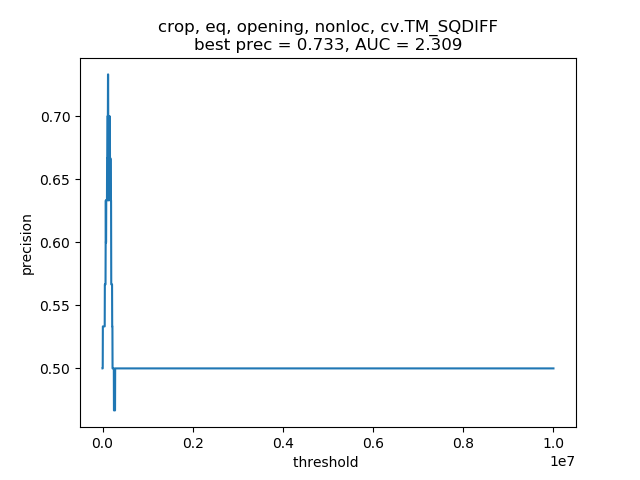 crop, eq, opening, nonloc, cv.TM_SQDIFF
best prec = 0.733, AUC = 2.309
precision
0.70
0.65
0.60
0.55
0.50
0.0
0.2
0.4
0.6
0.8
1.0
1e7
threshold